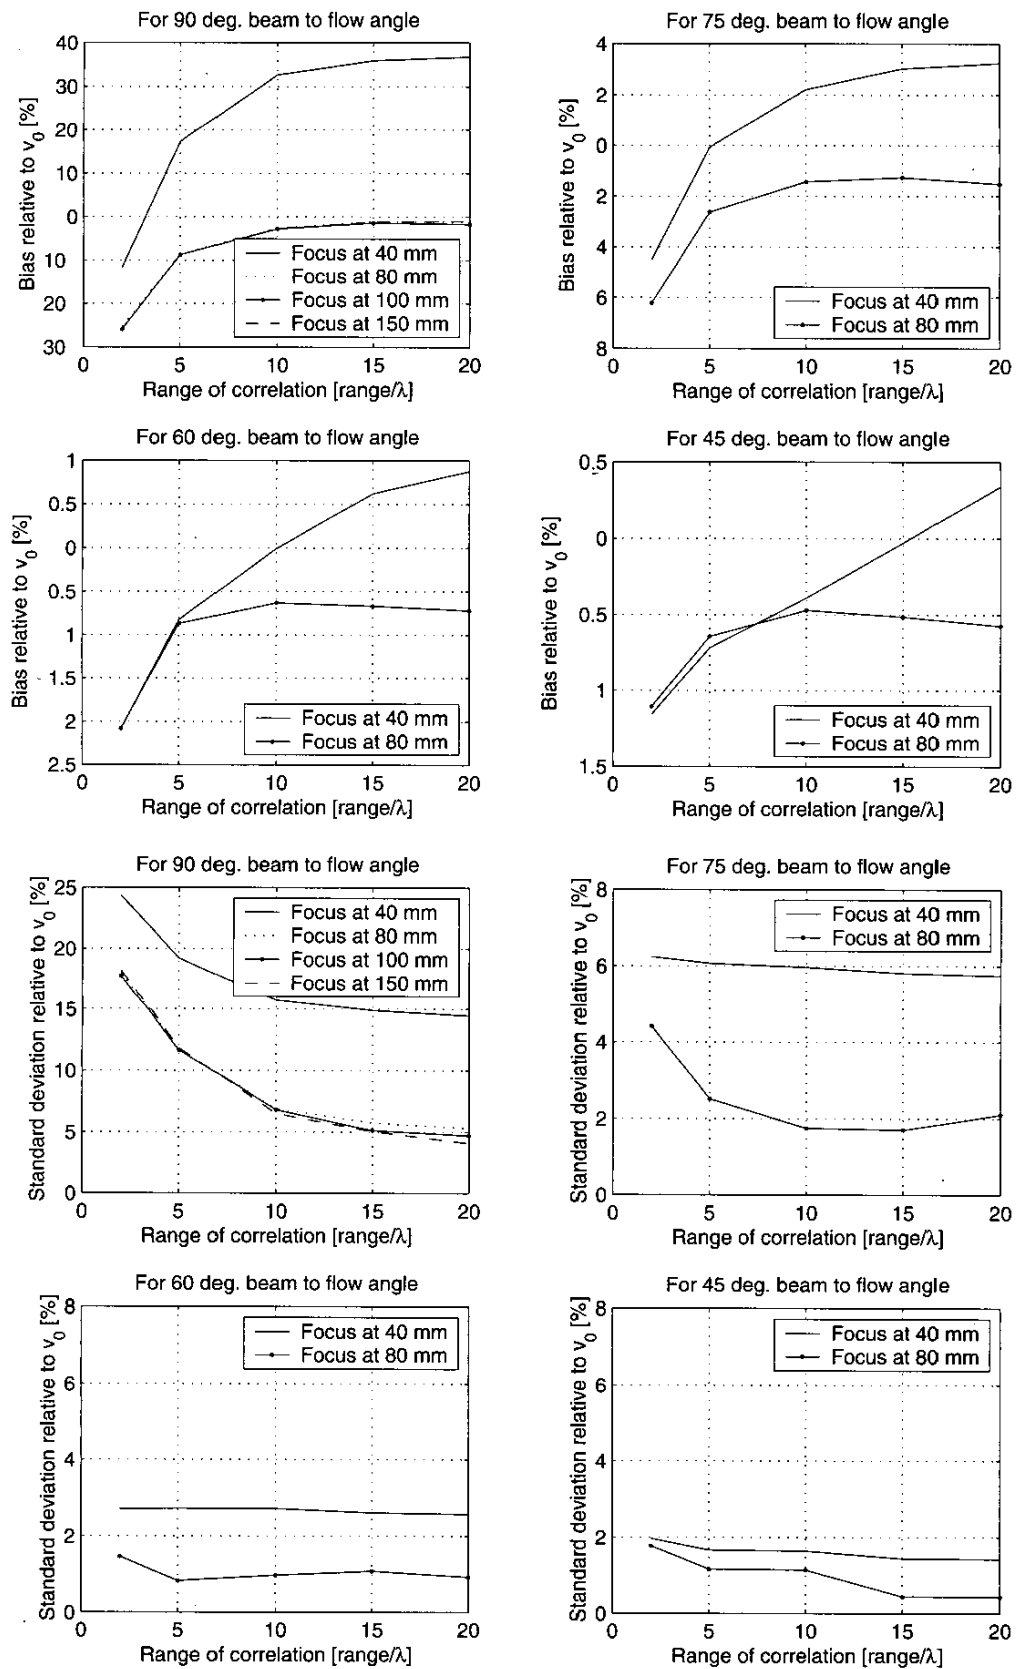 For 90 deg. beam to flow angle
Bias relative to v0 [%]
40
30
20
10
0
10
20
30
0
5
10
15
20
Focus at 40 mm
Focus at 80 mm
Focus at 100 mm
Focus at 150 mm
Range of correlation [range/λ]
For 75 deg. beam to flow angle
Bias relative to v0 [%]
4
2
0
2
4
6
8
0
5
10
15
20
Focus at 40 mm
Focus at 80 mm
Range of correlation [range/λ]
For 60 deg. beam to flow angle
Bias relative to v0 [%]
1
0.5
0
0.5
1
1.5
2
2.5
0
5
10
15
20
Focus at 40 mm
Focus at 80 mm
Range of correlation [range/λ]
For 45 deg. beam to flow angle
Bias relative to v0 [%]
0.5
0
0.5
1
1.5
0
5
10
15
20
Focus at 40 mm
Focus at 80 mm
Range of correlation [range/λ]
For 90 deg. beam to flow angle
Standard deviation relative to v0 [%]
25
20
15
10
5
0
0
5
10
15
20
Focus at 40 mm
Focus at 80 mm
Focus at 100 mm
Focus at 150 mm
Range of correlation [range/λ]
For 75 deg. beam to flow angle
Standard deviation relative to v0 [%]
8
6
4
2
0
0
5
10
15
20
Focus at 40 mm
Focus at 80 mm
Range of correlation [range/λ]
For 60 deg. beam to flow angle
Standard deviation relative to v0 [%]
8
6
4
2
0
0
5
10
15
20
Focus at 40 mm
Focus at 80 mm
Range of correlation [range/λ]
For 45 deg. beam to flow angle
Standard deviation relative to v0 [%]
8
6
4
2
0
0
5
10
15
20
Focus at 40 mm
Focus at 80 mm
Range of correlation [range/λ]